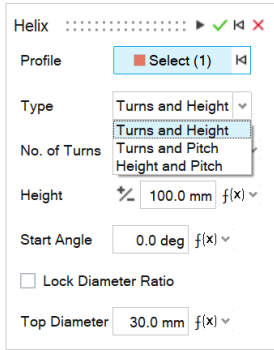 Helix
Profile Select (1)
Type Turns and Height
Turns and Height
No. of Turns Turns and Pitch
Height and Pitch
Height +/- 100.0 mm f(x)
Start Angle 0.0 deg f(x)
Lock Diameter Ratio
Top Diameter 30.0 mm f(x)